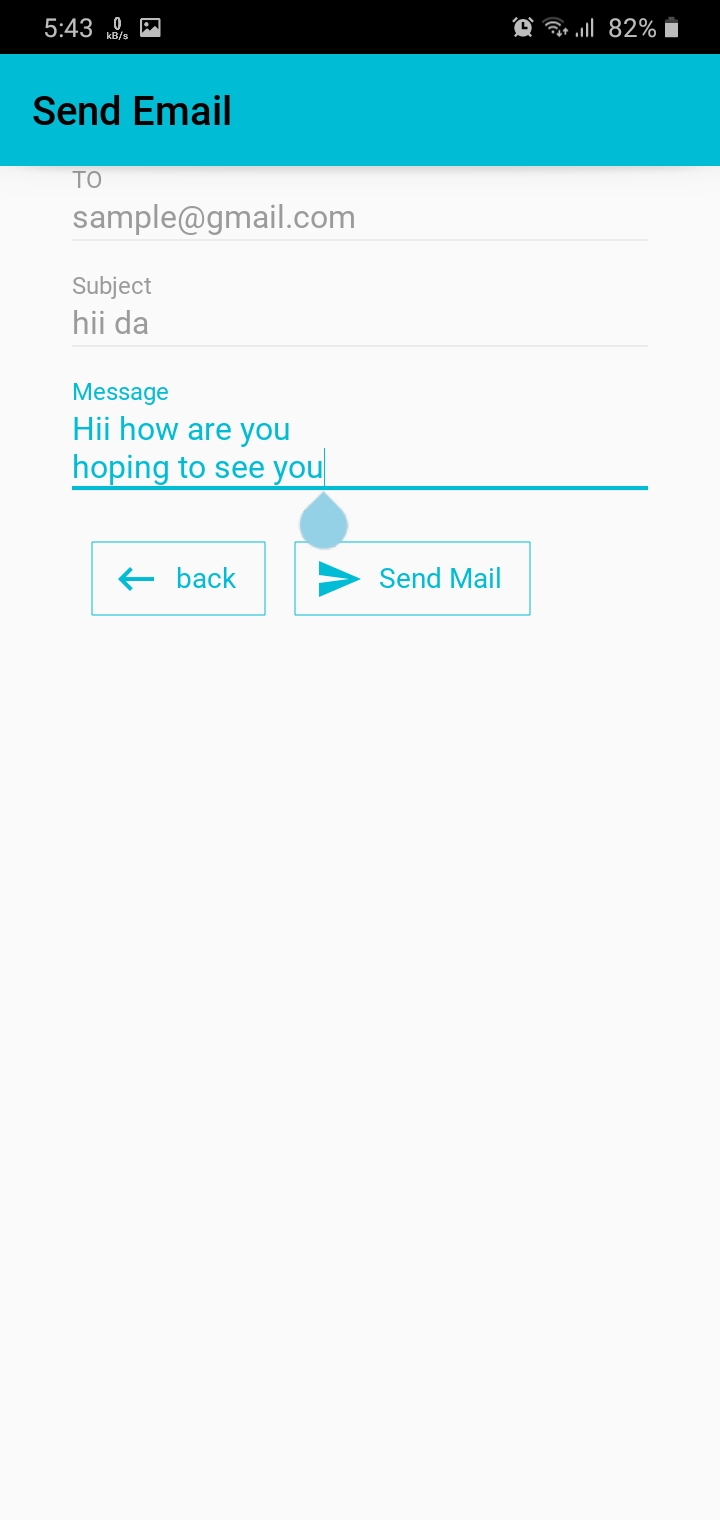 5:43 0 kB/s 82%
Send Email
TO
sample@gmail.com
Subject
hii da
Message
Hii how are you
hoping to see you
back Send Mail